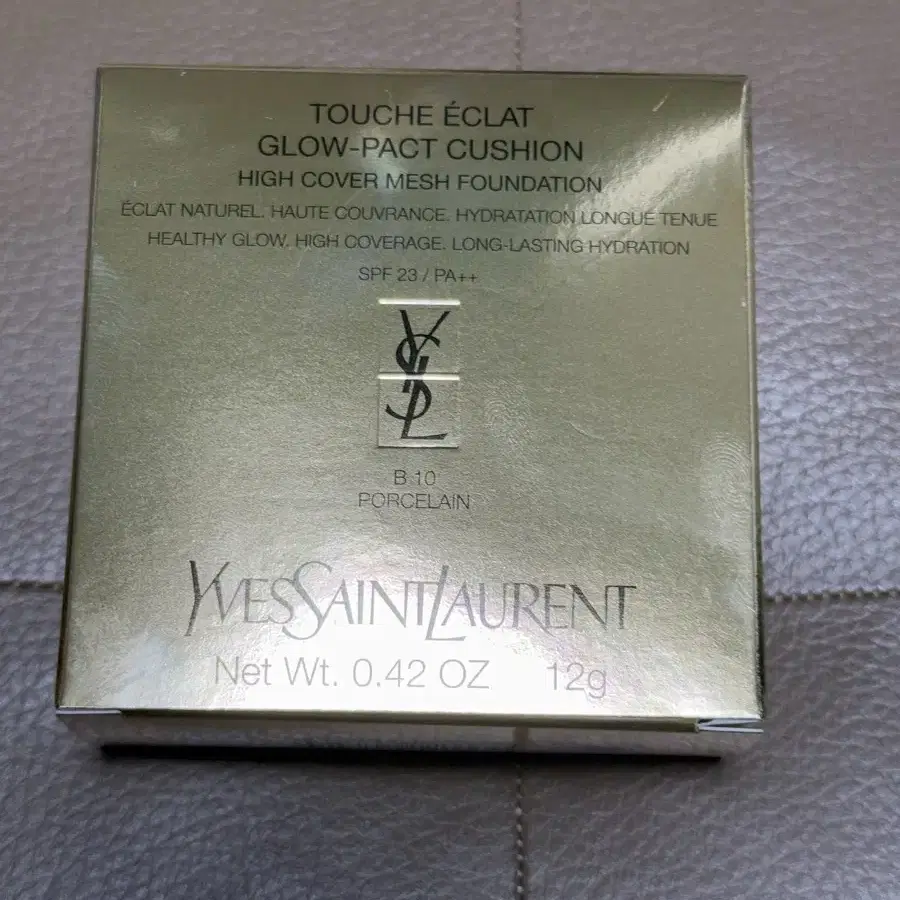 TOUCHE ÉCLAT
GLOW-PACT CUSHION
HIGH COVER MESH FOUNDATION
ÉCLAT NATUREL. HAUTE COUVRANCE. HYDRATATION LONGUE TENUE
HEALTHY GLOW. HIGH COVERAGE. LONG-LASTING HYDRATION
SPF 23 / PA++
YSL
B 10
PORCELAIN
YVESSAINTLAURENT
Net Wt. 0.42 OZ 12g